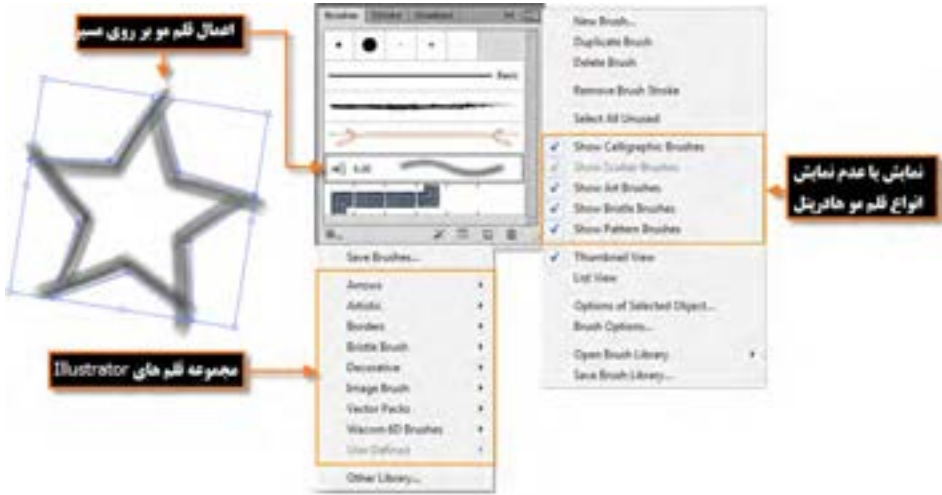 اعمال قلم مو بر روی مسیر
Brushes Stroke Gradient
Basic
6.00
Save Brushes...
Arrows
Artistic
Borders
Bristle Brush
Decorative
Image Brush
Vector Packs
Wacom 6D Brushes
User Defined
Other Library...
New Brush...
Duplicate Brush
Delete Brush
Remove Brush Stroke
Select All Unused
Show Calligraphic Brushes
Show Scatter Brushes
Show Art Brushes
Show Bristle Brushes
Show Pattern Brushes
Thumbnail View
List View
Options of Selected Object...
Brush Options...
Open Brush Library
Save Brush Library...
نمایش یا عدم نمایش
انواع قلم مو هادرپنل
مجموعه قلم های Illustrator